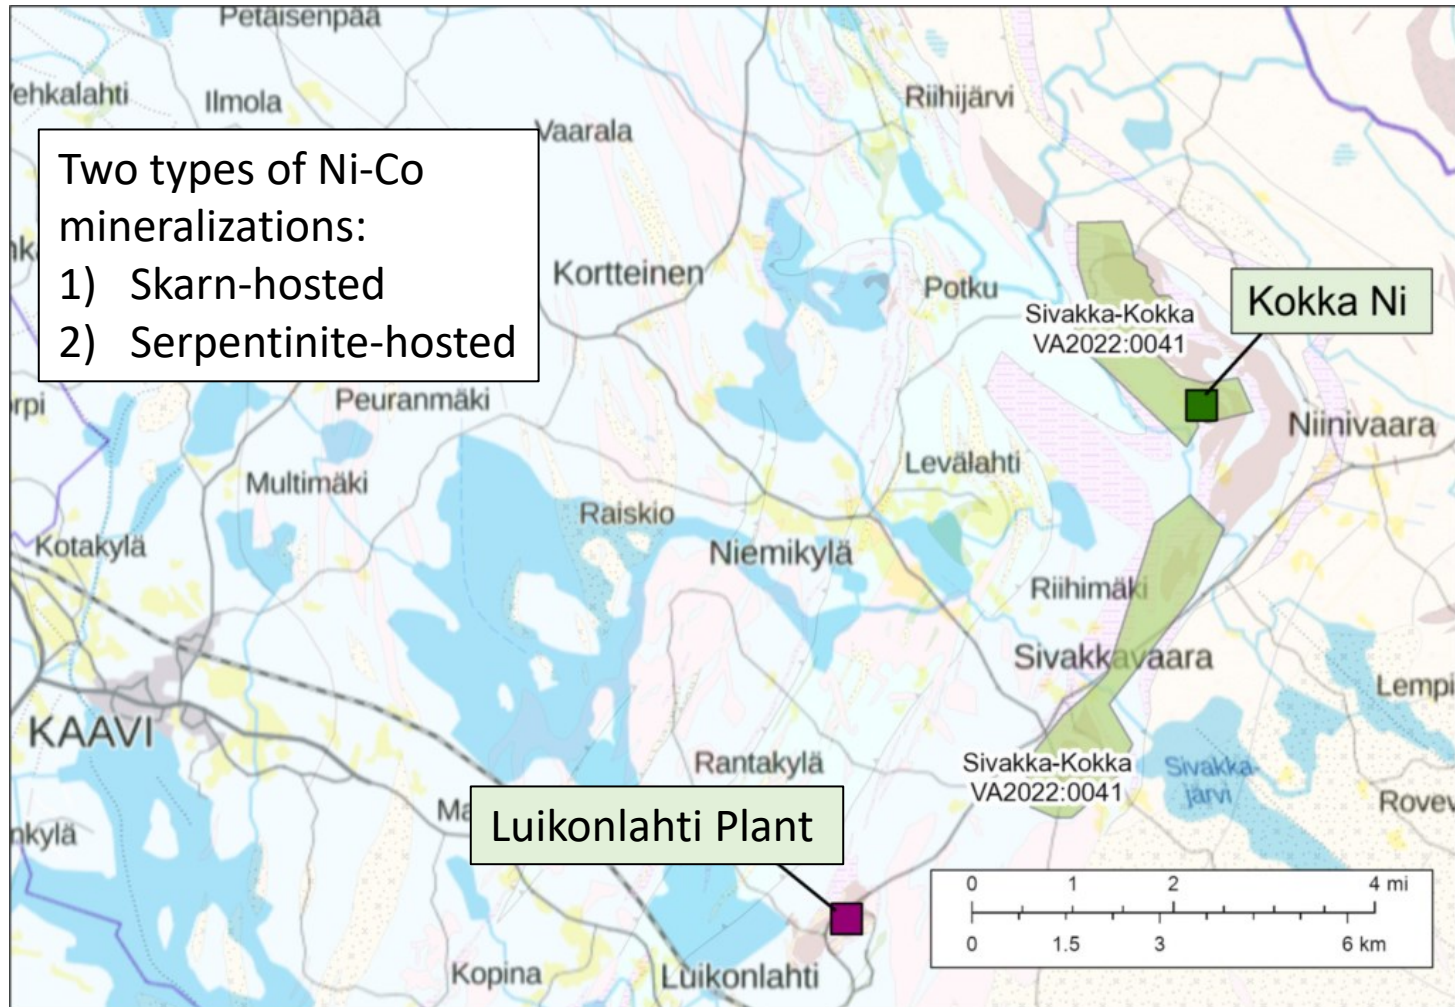 Petäisenpää
ehkalahti
Ilmola
Vaarala
Riihijärvi
Two types of Ni-Co
mineralizations:
1) Skarn-hosted
2) Serpentinite-hosted
Kortteinen
Potku
Sivakka-Kokka
VA2022:0041
Kokka Ni
rpi
Peuranmäki
Niinivaara
Multimäki
Levälahti
Raiskio
Kotakylä
Niemikylä
Riihimäki
Sivakkavaara
Lempi
KAAVI
Rantakylä
Sivakka-Kokka
VA2022:0041
Sivakka-
järvi
Rovev
Ma
Luikonlahti Plant
nkylä
0 1 2 4 mi
0 1.5 3 6 km
Kopina
Luikonlahti